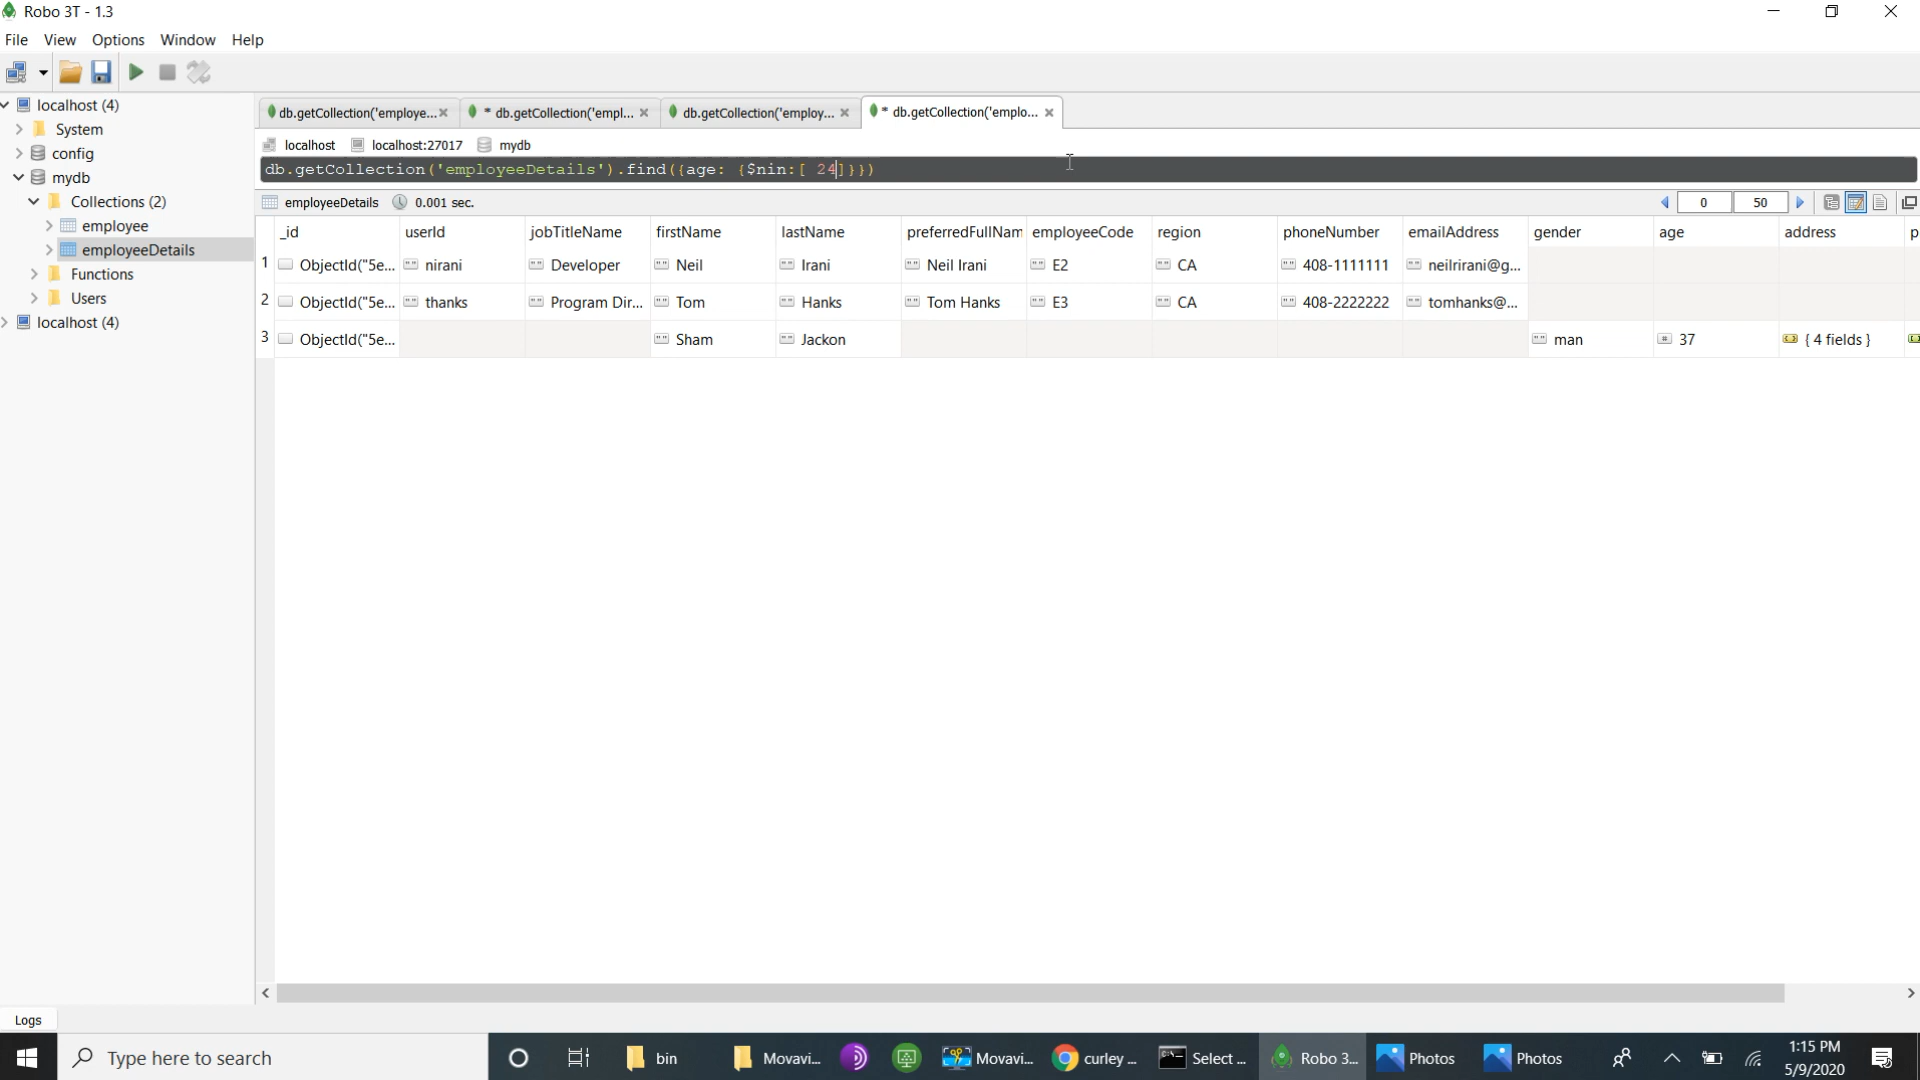 Robo 3T - 1.3
File View Options Window Help
localhost (4)
System
config
mydb
Collections (2)
employee
employeeDetails
Functions
Users
localhost (4)
db.getCollection('employe... * db.getCollection('empl... db.getCollection('employ... * db.getCollection('emplo...
localhost localhost:27017 mydb
db.getCollection('employeeDetails').find({age: {$nin:[ 24]}})
employeeDetails 0.001 sec. 0 50
_id userId jobTitleName firstName lastName preferredFullNam employeeCode region phoneNumber emailAddress gender age address p
1 ObjectId("5e... nirani Developer Neil Irani Neil Irani E2 CA 408-1111111 neilrirani@g...
2 ObjectId("5e... thanks Program Dir... Tom Hanks Tom Hanks E3 CA 408-2222222 tomhanks@...
3 ObjectId("5e... Sham Jackon man 37 { 4 fields }
Logs
Type here to search bin Movavi... Movavi... curley ... Select ... Robo 3... Photos Photos 1:15 PM
5/9/2020